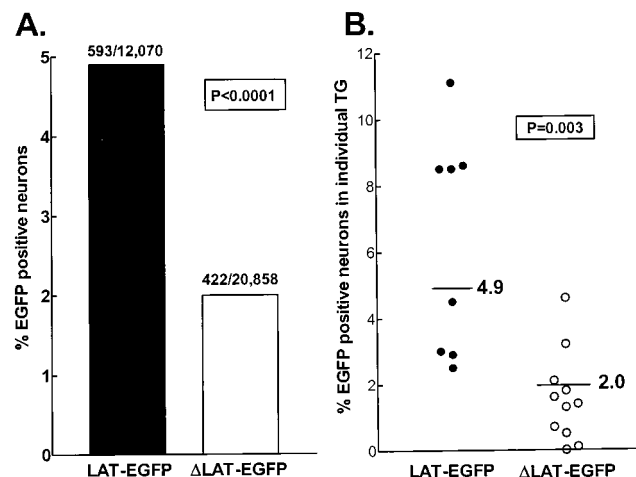 A.
593/12,070
P<0.0001
422/20,858
% EGFP positive neurons
5
4
3
2
1
0
LAT-EGFP
ΔLAT-EGFP
B.
P=0.003
4.9
2.0
% EGFP positive neurons in individual TG
12
10
8
6
4
2
0
LAT-EGFP
ΔLAT-EGFP